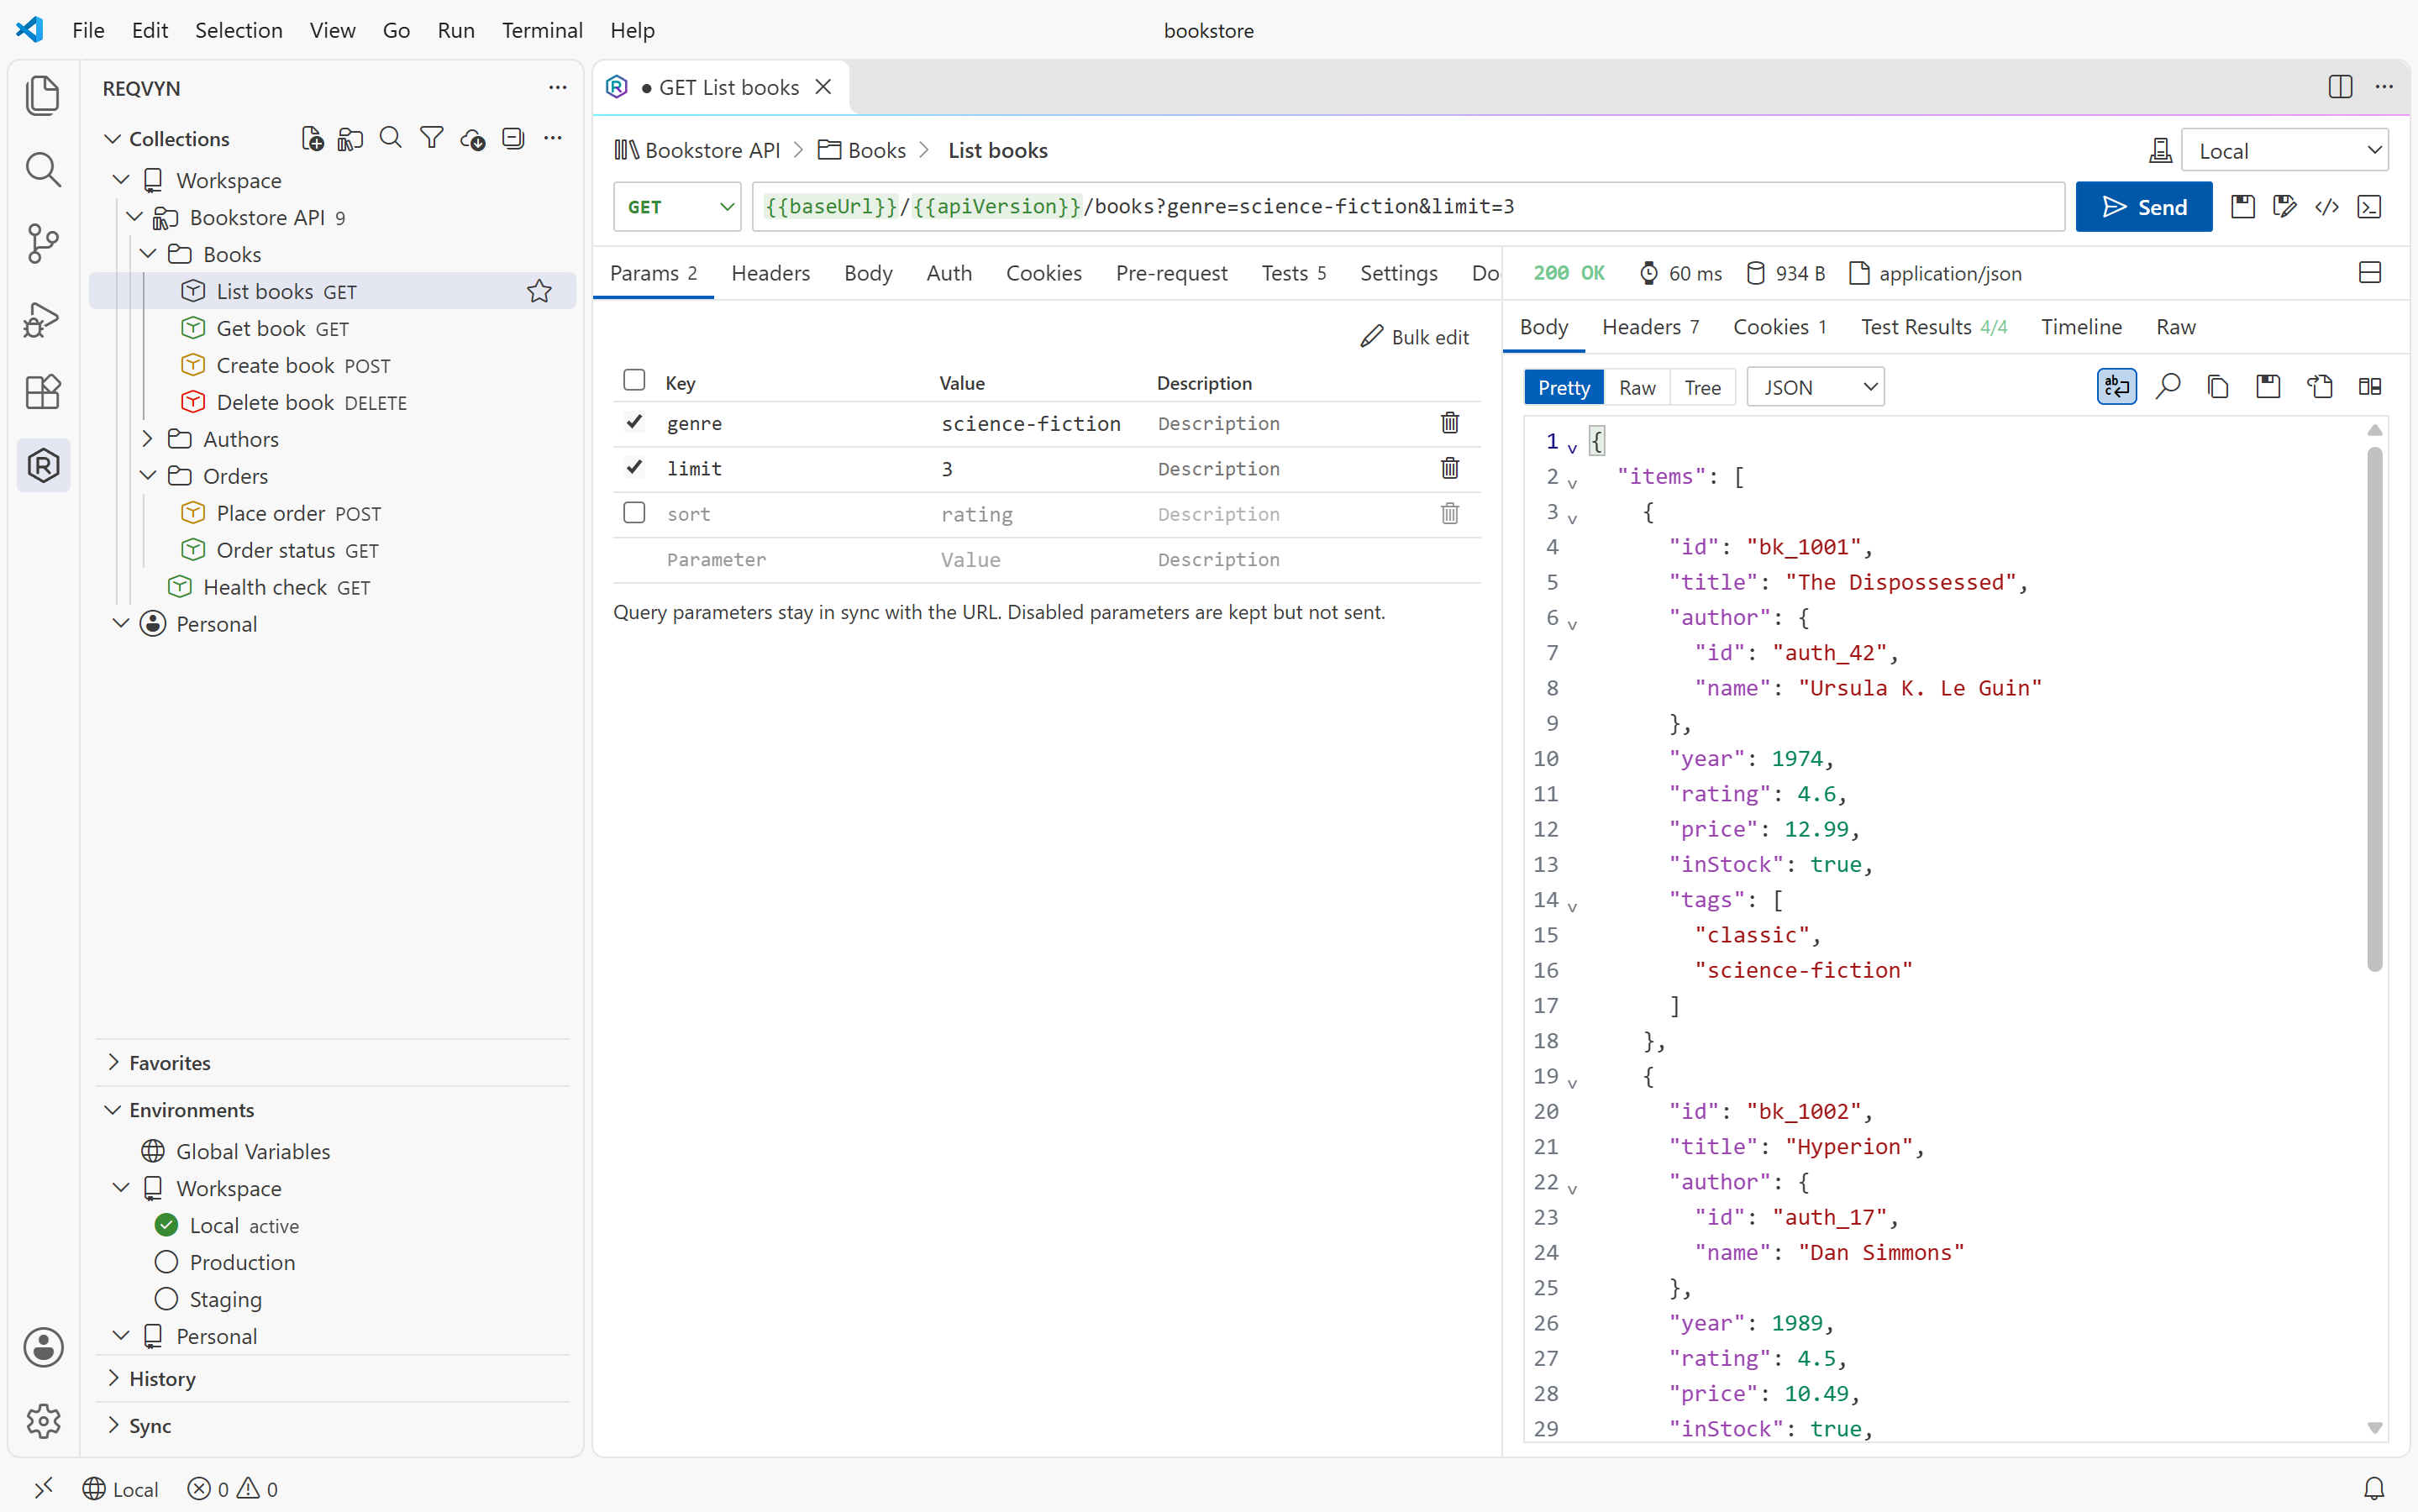 File Edit Selection View Go Run Terminal Help
bookstore
REQVYN
Collections
Workspace
Bookstore API 9
Books
List books GET
Get book GET
Create book POST
Delete book DELETE
Authors
Orders
Place order POST
Order status GET
Health check GET
Personal
Favorites
Environments
Global Variables
Workspace
Local active
Production
Staging
Personal
History
Sync
● GET List books
Bookstore API > Books > List books
Local
GET
{{baseUrl}}/{{apiVersion}}/books?genre=science-fiction&limit=3
Send
Params 2 Headers Body Auth Cookies Pre-request Tests 5 Settings Do
Bulk edit
Key Value Description
genre science-fiction Description
limit 3 Description
sort rating Description
Parameter Value Description
Query parameters stay in sync with the URL. Disabled parameters are kept but not sent.
200 OK 60 ms 934 B application/json
Body Headers 7 Cookies 1 Test Results 4/4 Timeline Raw
Pretty Raw Tree JSON
1 {
2 "items": [
3 {
4 "id": "bk_1001",
5 "title": "The Dispossessed",
6 "author": {
7 "id": "auth_42",
8 "name": "Ursula K. Le Guin"
9 },
10 "year": 1974,
11 "rating": 4.6,
12 "price": 12.99,
13 "inStock": true,
14 "tags": [
15 "classic",
16 "science-fiction"
17 ]
18 },
19 {
20 "id": "bk_1002",
21 "title": "Hyperion",
22 "author": {
23 "id": "auth_17",
24 "name": "Dan Simmons"
25 },
26 "year": 1989,
27 "rating": 4.5,
28 "price": 10.49,
29 "inStock": true,
Local 0 0